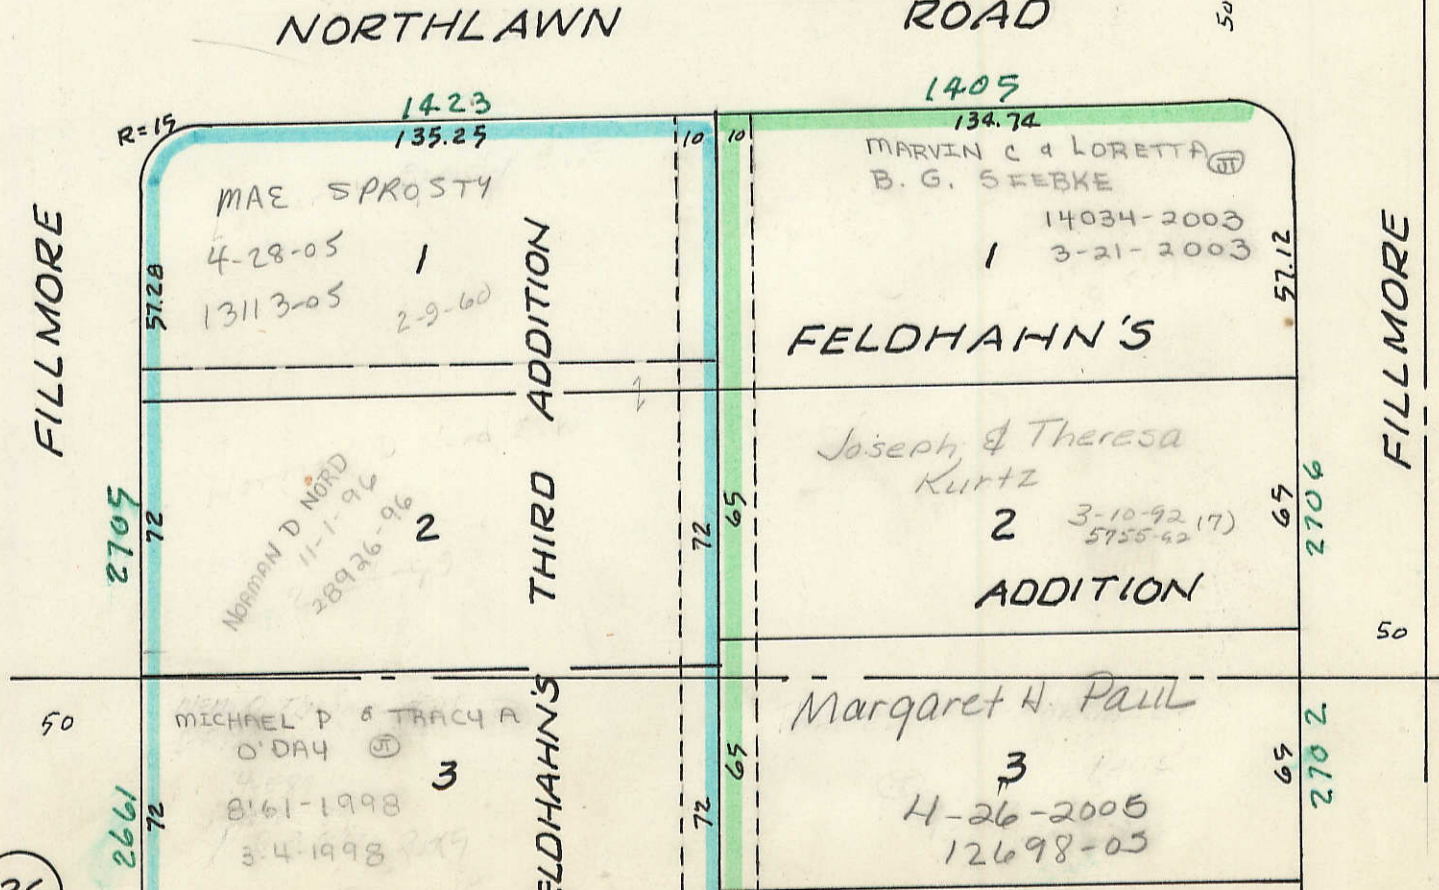 NORTHLAWN ROAD
50
1423
1405
R=15
135.25
10
10
134.74
MAE SPROSTY
4-28-05
13113-05
2-9-60
1
57.28
MARVIN C & LORETTA JT
B. G. SEEBKE
14034-2003
3-21-2003
1
57.12
FILLMORE
FILLMORE
FELDHAHN'S
ADDITION
FELDHAHN'S THIRD ADDITION
NORMAN D NORD
11-1-96
28926-96
2
2705
72
72
65
Joseph & Theresa
Kurtz
2
3-10-92 (7)
5755-92
65
2706
50
50
MICHAEL P & TRACY A
O'DAY JT
3
8161-1998
3-4-1998
2661
72
72
65
Margaret H. Paul
3
4-26-2005
12698-05
65
2702